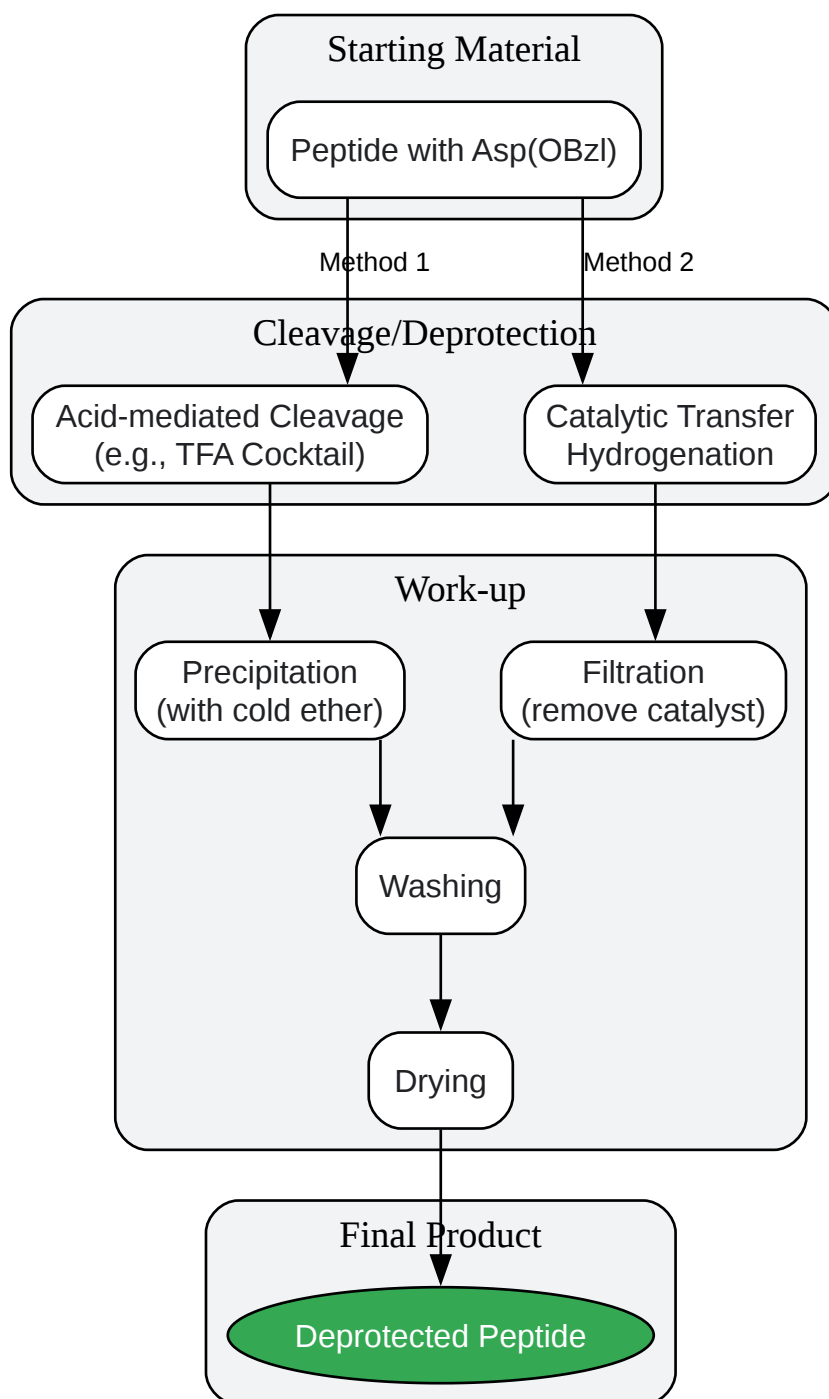 Starting Material
Peptide with Asp(OBzl)
Method 1
Method 2
Cleavage/Deprotection
Acid-mediated Cleavage
(e.g., TFA Cocktail)
Catalytic Transfer
Hydrogenation
Work-up
Precipitation
(with cold ether)
Filtration
(remove catalyst)
Washing
Drying
Final Product
Deprotected Peptide